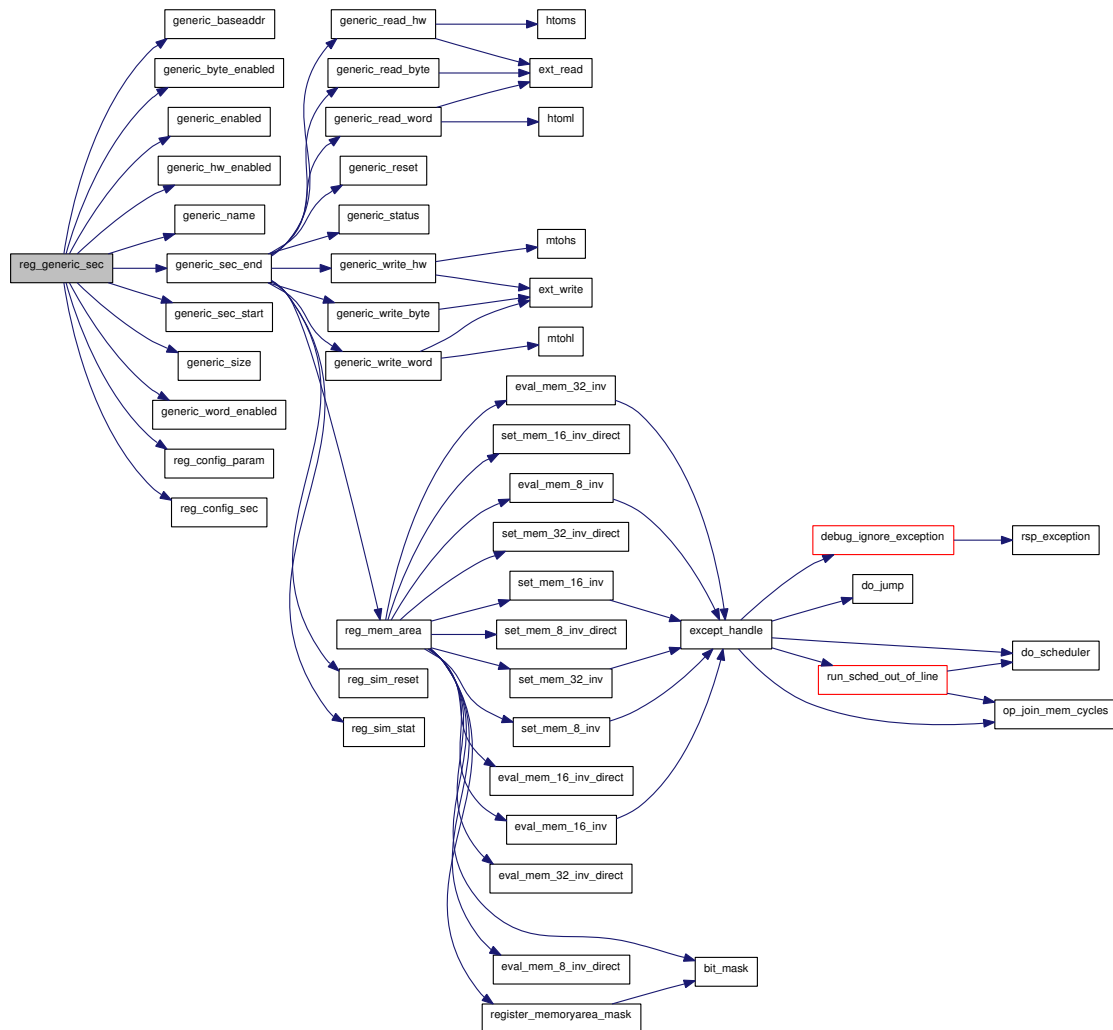 reg_generic_sec
generic_baseaddr
generic_byte_enabled
generic_enabled
generic_hw_enabled
generic_name
generic_sec_end
generic_sec_start
generic_size
generic_word_enabled
reg_config_param
reg_config_sec
generic_read_hw
generic_read_byte
generic_read_word
generic_reset
generic_status
generic_write_hw
generic_write_byte
generic_write_word
reg_mem_area
reg_sim_reset
reg_sim_stat
htoms
ext_read
htoml
mtohs
ext_write
mtohl
eval_mem_32_inv
set_mem_16_inv_direct
eval_mem_8_inv
set_mem_32_inv_direct
set_mem_16_inv
set_mem_8_inv_direct
set_mem_32_inv
set_mem_8_inv
eval_mem_16_inv_direct
eval_mem_16_inv
eval_mem_32_inv_direct
eval_mem_8_inv_direct
register_memoryarea_mask
except_handle
bit_mask
debug_ignore_exception
do_jump
run_sched_out_of_line
rsp_exception
do_scheduler
op_join_mem_cycles